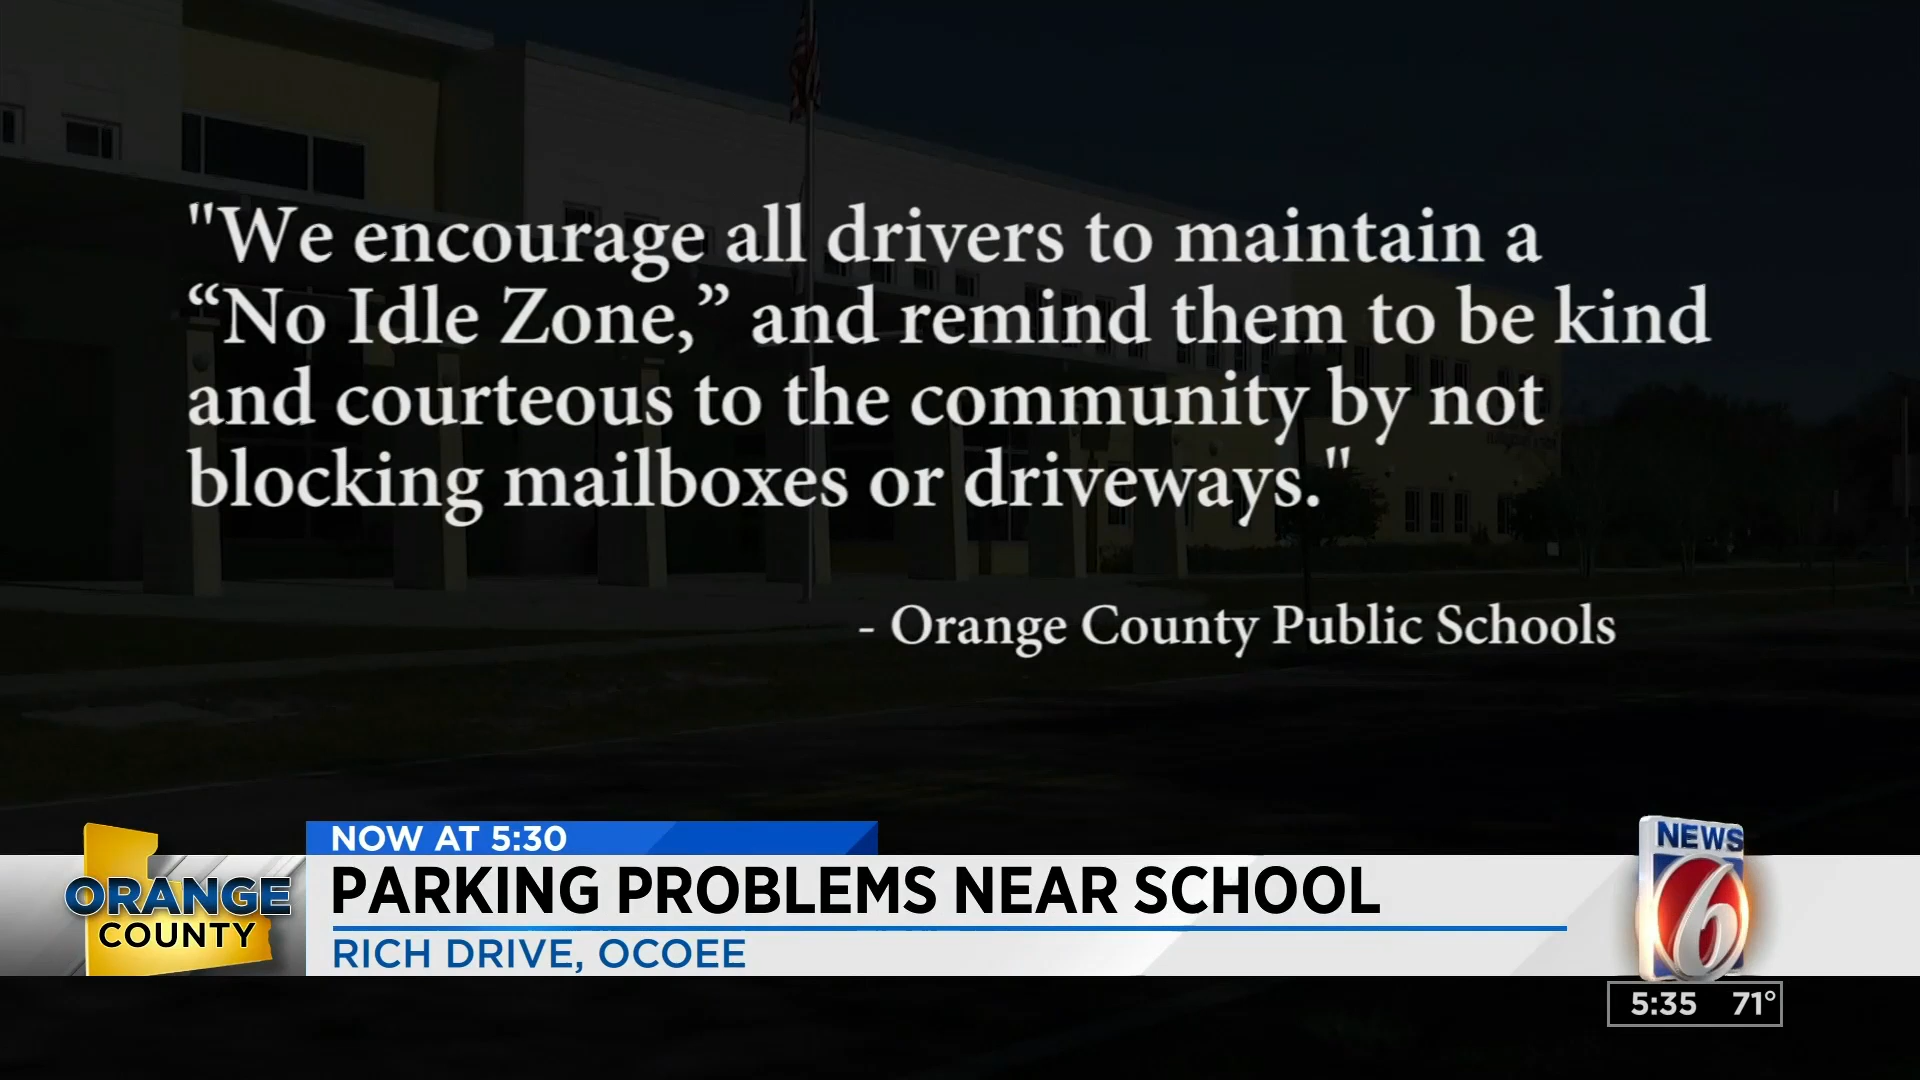 "We encourage all drivers to maintain a
“No Idle Zone,” and remind them to be kind
and courteous to the community by not
blocking mailboxes or driveways."
- Orange County Public Schools
NOW AT 5:30
PARKING PROBLEMS NEAR SCHOOL
RICH DRIVE, OCOEE
ORANGE
COUNTY
NEWS
6
5:35 71°